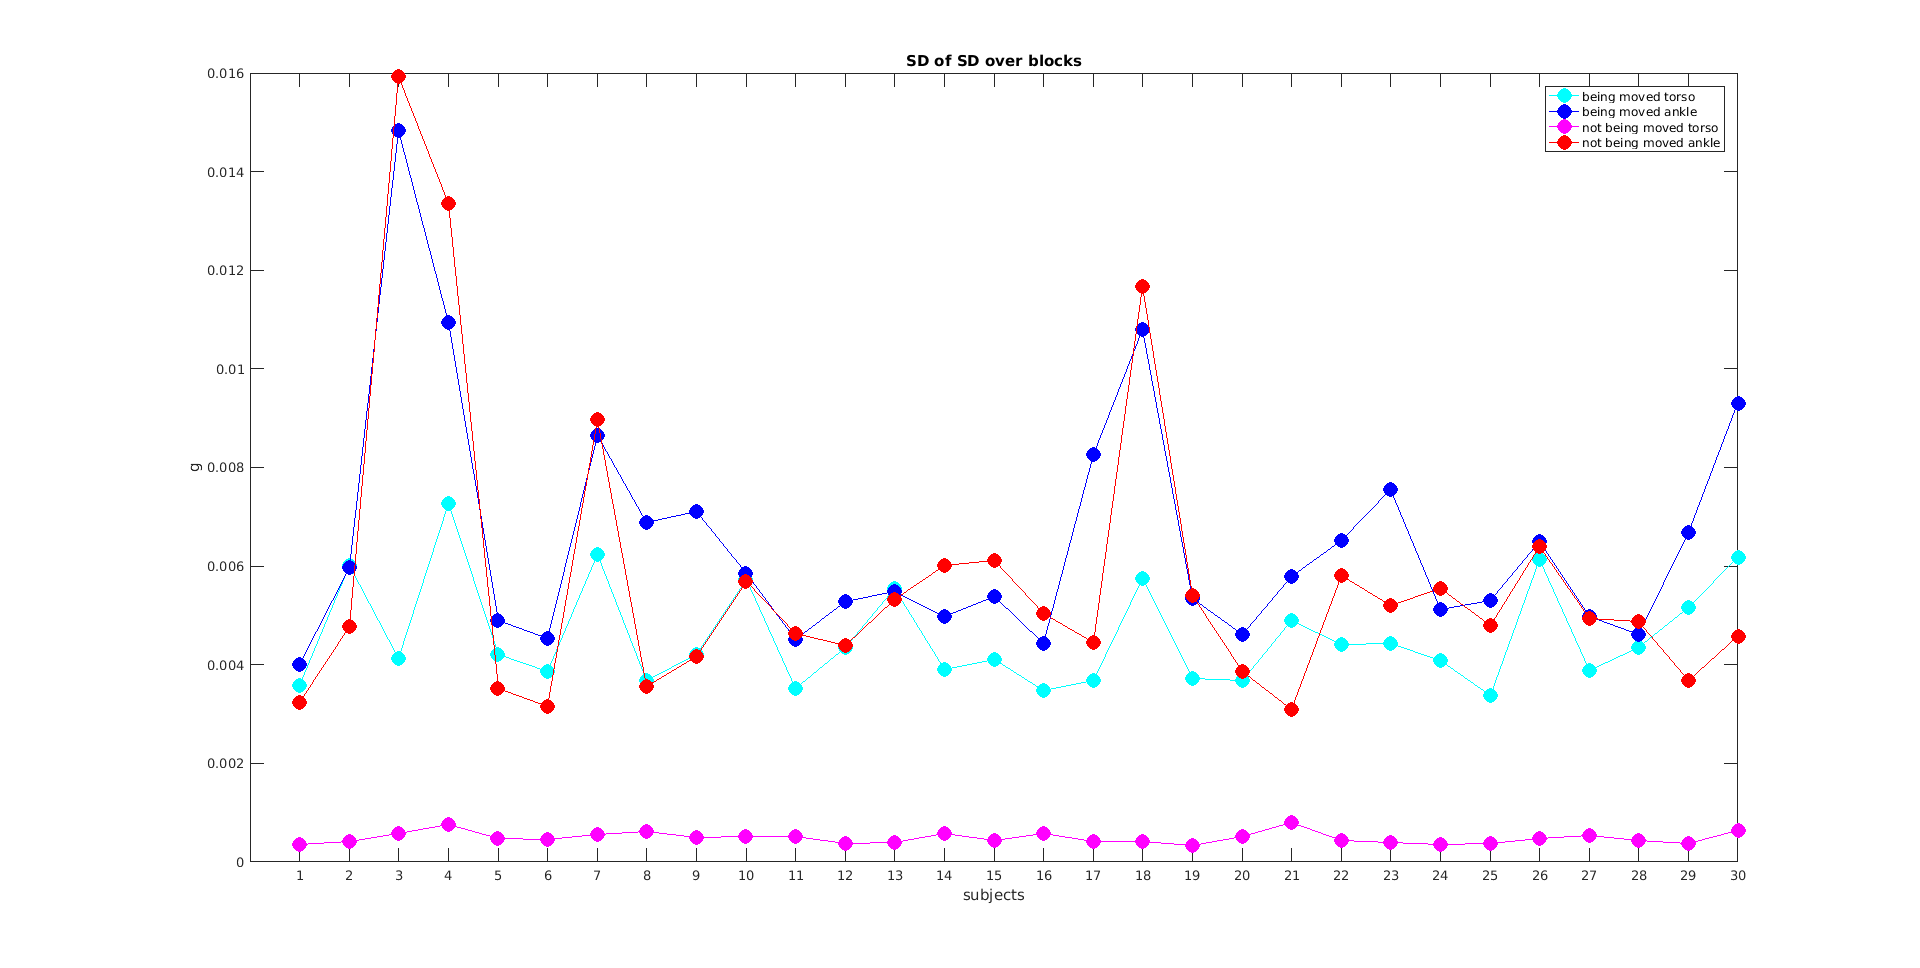 SD of SD over blocks
0.016
0.014
0.012
0.01
0.008
0.006
0.004
0.002
0
g
being moved torso
being moved ankle
not being moved torso
not being moved ankle
1 2 3 4 5 6 7 8 9 10 11 12 13 14 15 16 17 18 19 20 21 22 23 24 25 26 27 28 29 30
subjects